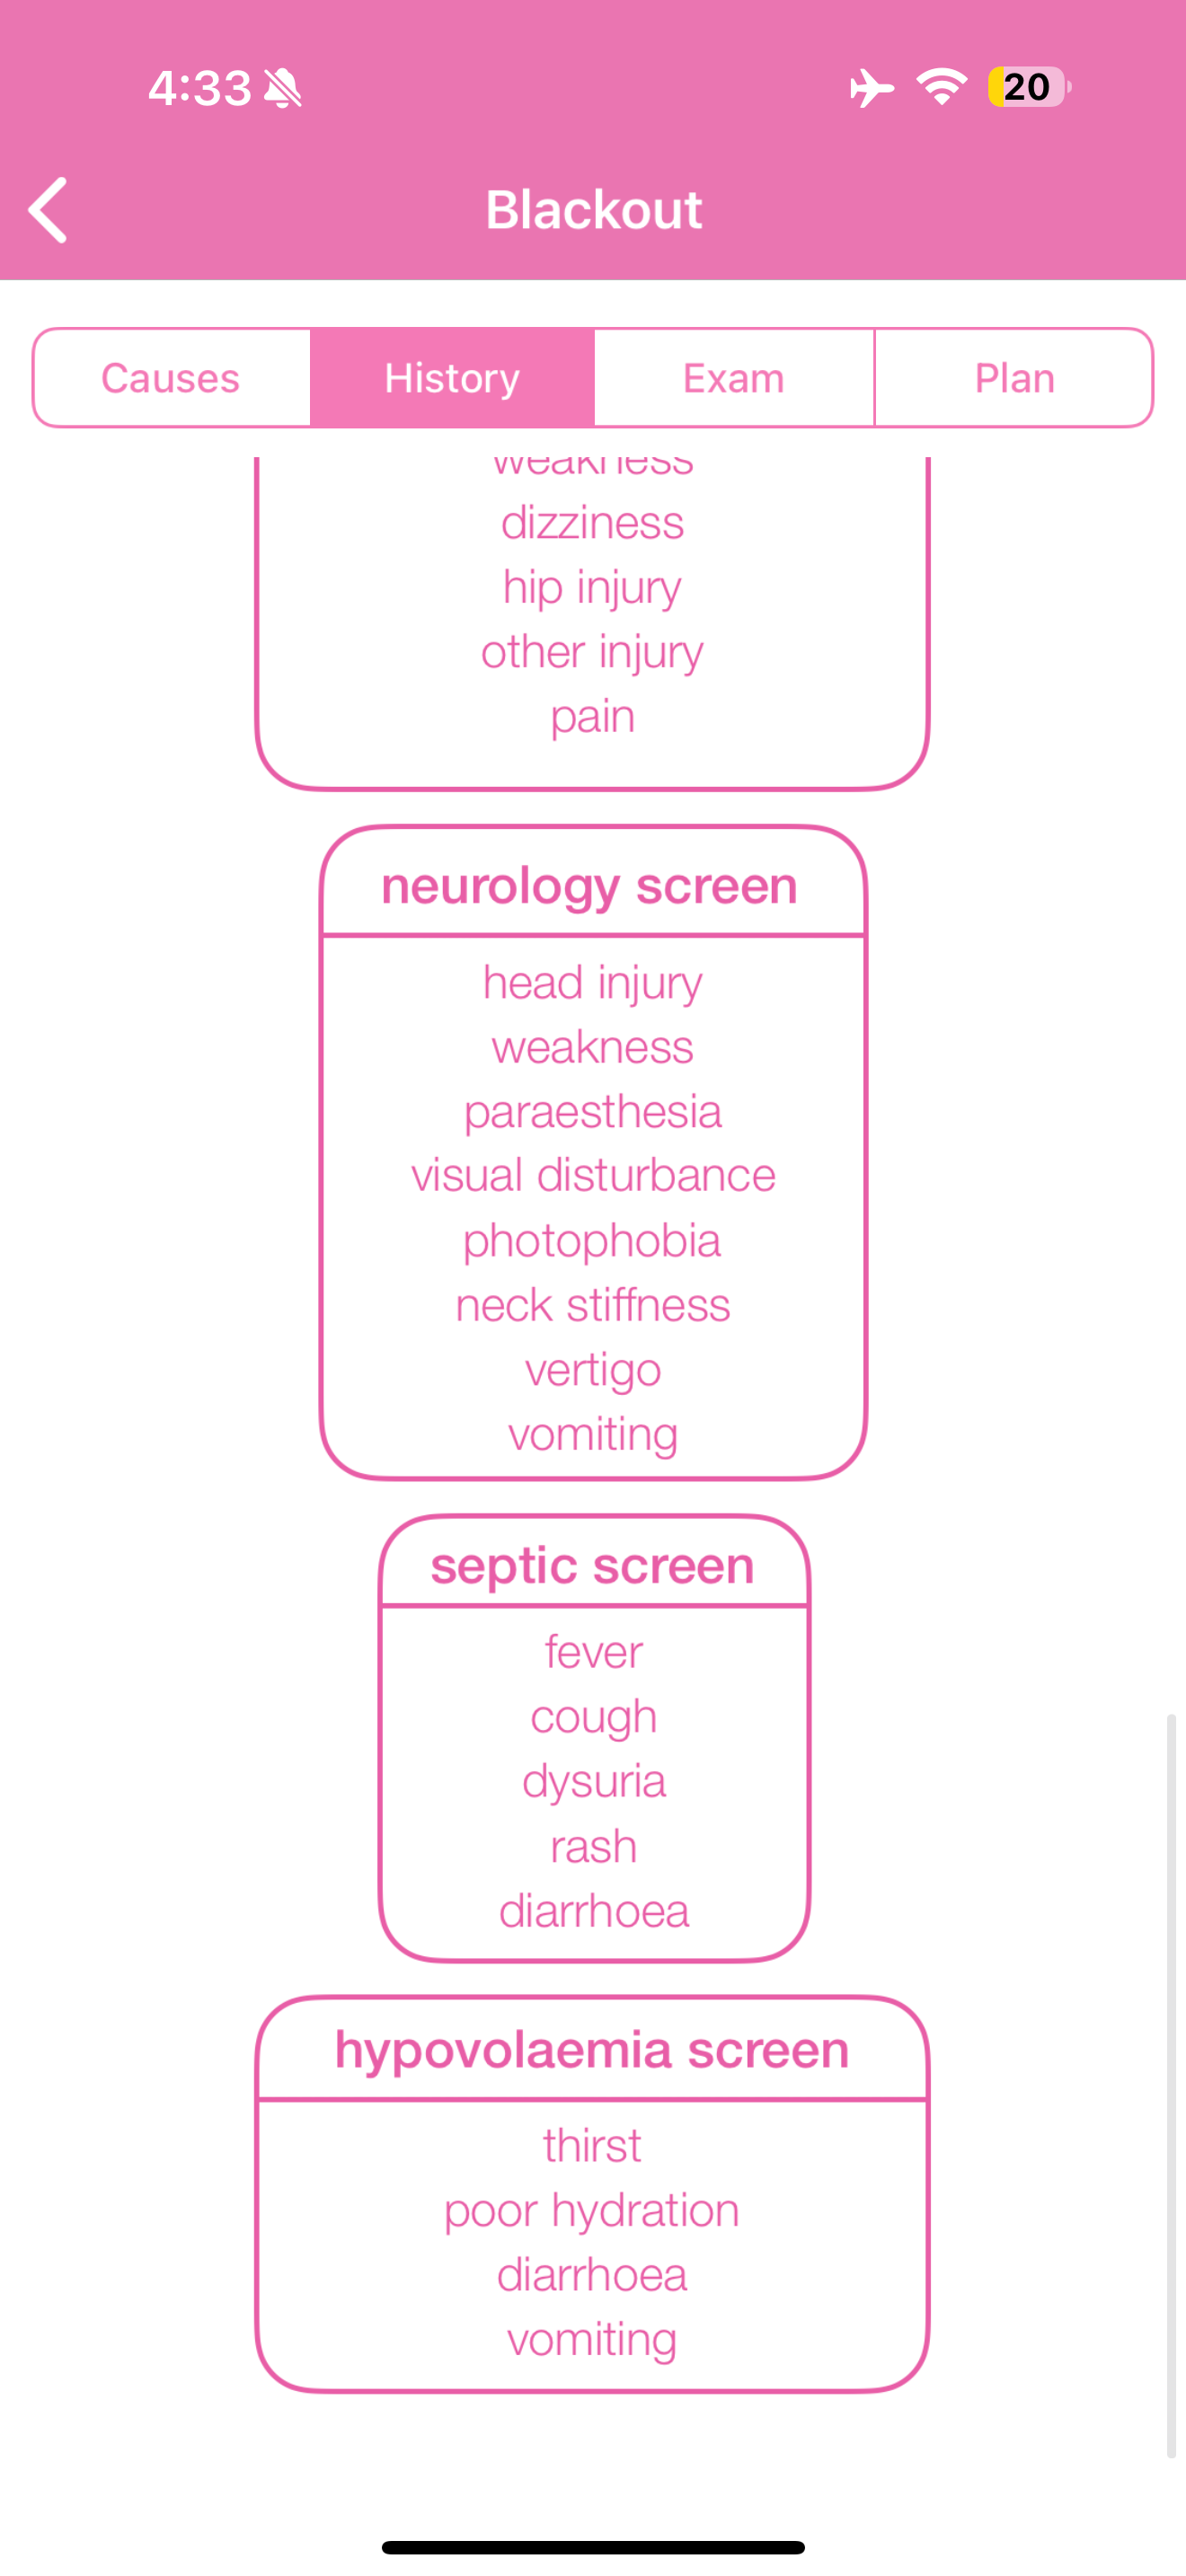 4:33
20
Blackout
Causes History Exam Plan
weakness
dizziness
hip injury
other injury
pain
neurology screen
head injury
weakness
paraesthesia
visual disturbance
photophobia
neck stiffness
vertigo
vomiting
septic screen
fever
cough
dysuria
rash
diarrhoea
hypovolaemia screen
thirst
poor hydration
diarrhoea
vomiting